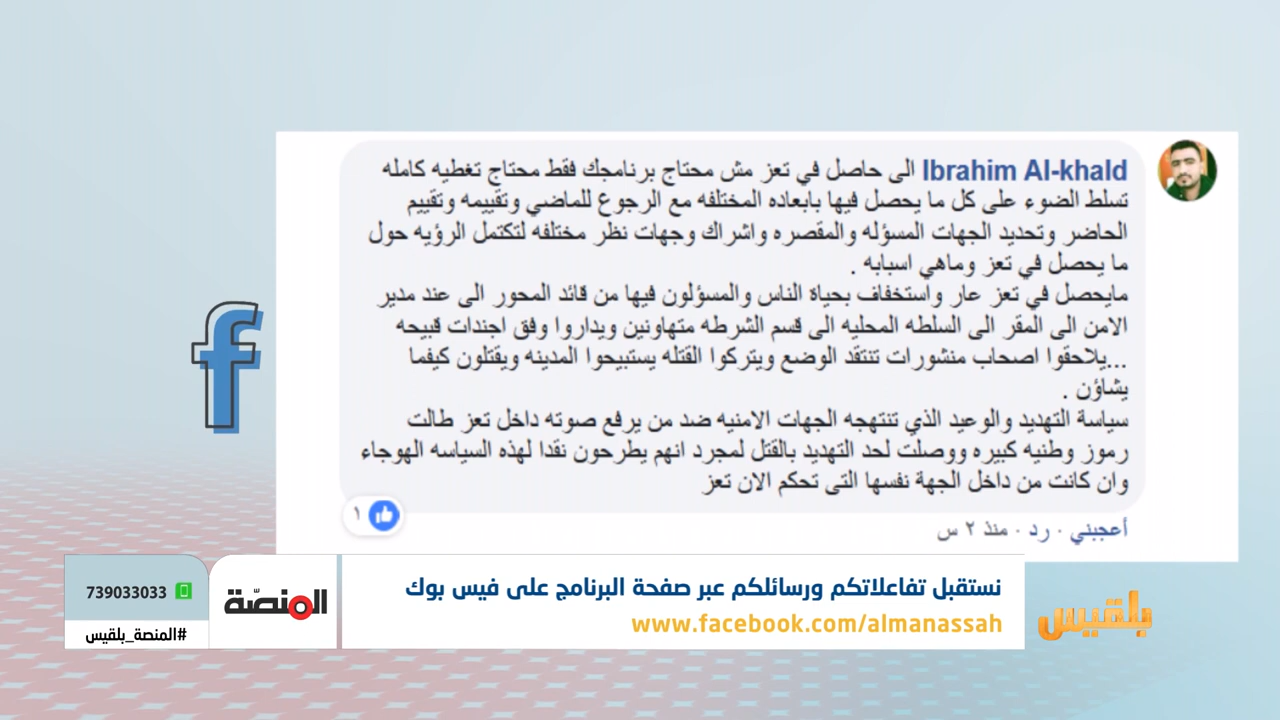 Ibrahim Al-khald الى حاصل في تعز مش محتاج برنامجك فقط محتاج تغطيه كامله
تسلط الضوء على كل ما يحصل فيها بابعاده المختلفه مع الرجوع للماضي وتقييمه وتقييم
الحاضر وتحديد الجهات المسؤله والمقصره واشراك وجهات نظر مختلفه لتكتمل الرؤيه حول
ما يحصل في تعز وماهي اسبابه .
مايحصل في تعز عار واستخفاف بحياة الناس والمسؤلون فيها من قائد المحور الى عند مدير
الامن الى المقر الى السلطه المحليه الى قسم الشرطه متهاونين ويداروا وفق اجندات قبيحه
...يلاحقوا اصحاب منشورات تنتقد الوضع ويتركوا القتله يستبيحوا المدينه ويقتلون كيفما
يشاؤن .
سياسة التهديد والوعيد الذي تنتهجه الجهات الامنيه ضد من يرفع صوته داخل تعز طالت
رموز وطنيه كبيره ووصلت لحد التهديد بالقتل لمجرد انهم يطرحون نقدا لهذه السياسه الهوجاء
وان كانت من داخل الجهة نفسها التى تحكم الان تعز
١
أعجبني · رد · منذ ٢ س
نستقبل تفاعلاتكم ورسائلكم عبر صفحة البرنامج على فيس بوك
www.facebook.com/almanassah
بلقيس
المنصّة
739033033
#المنصة_بلقيس